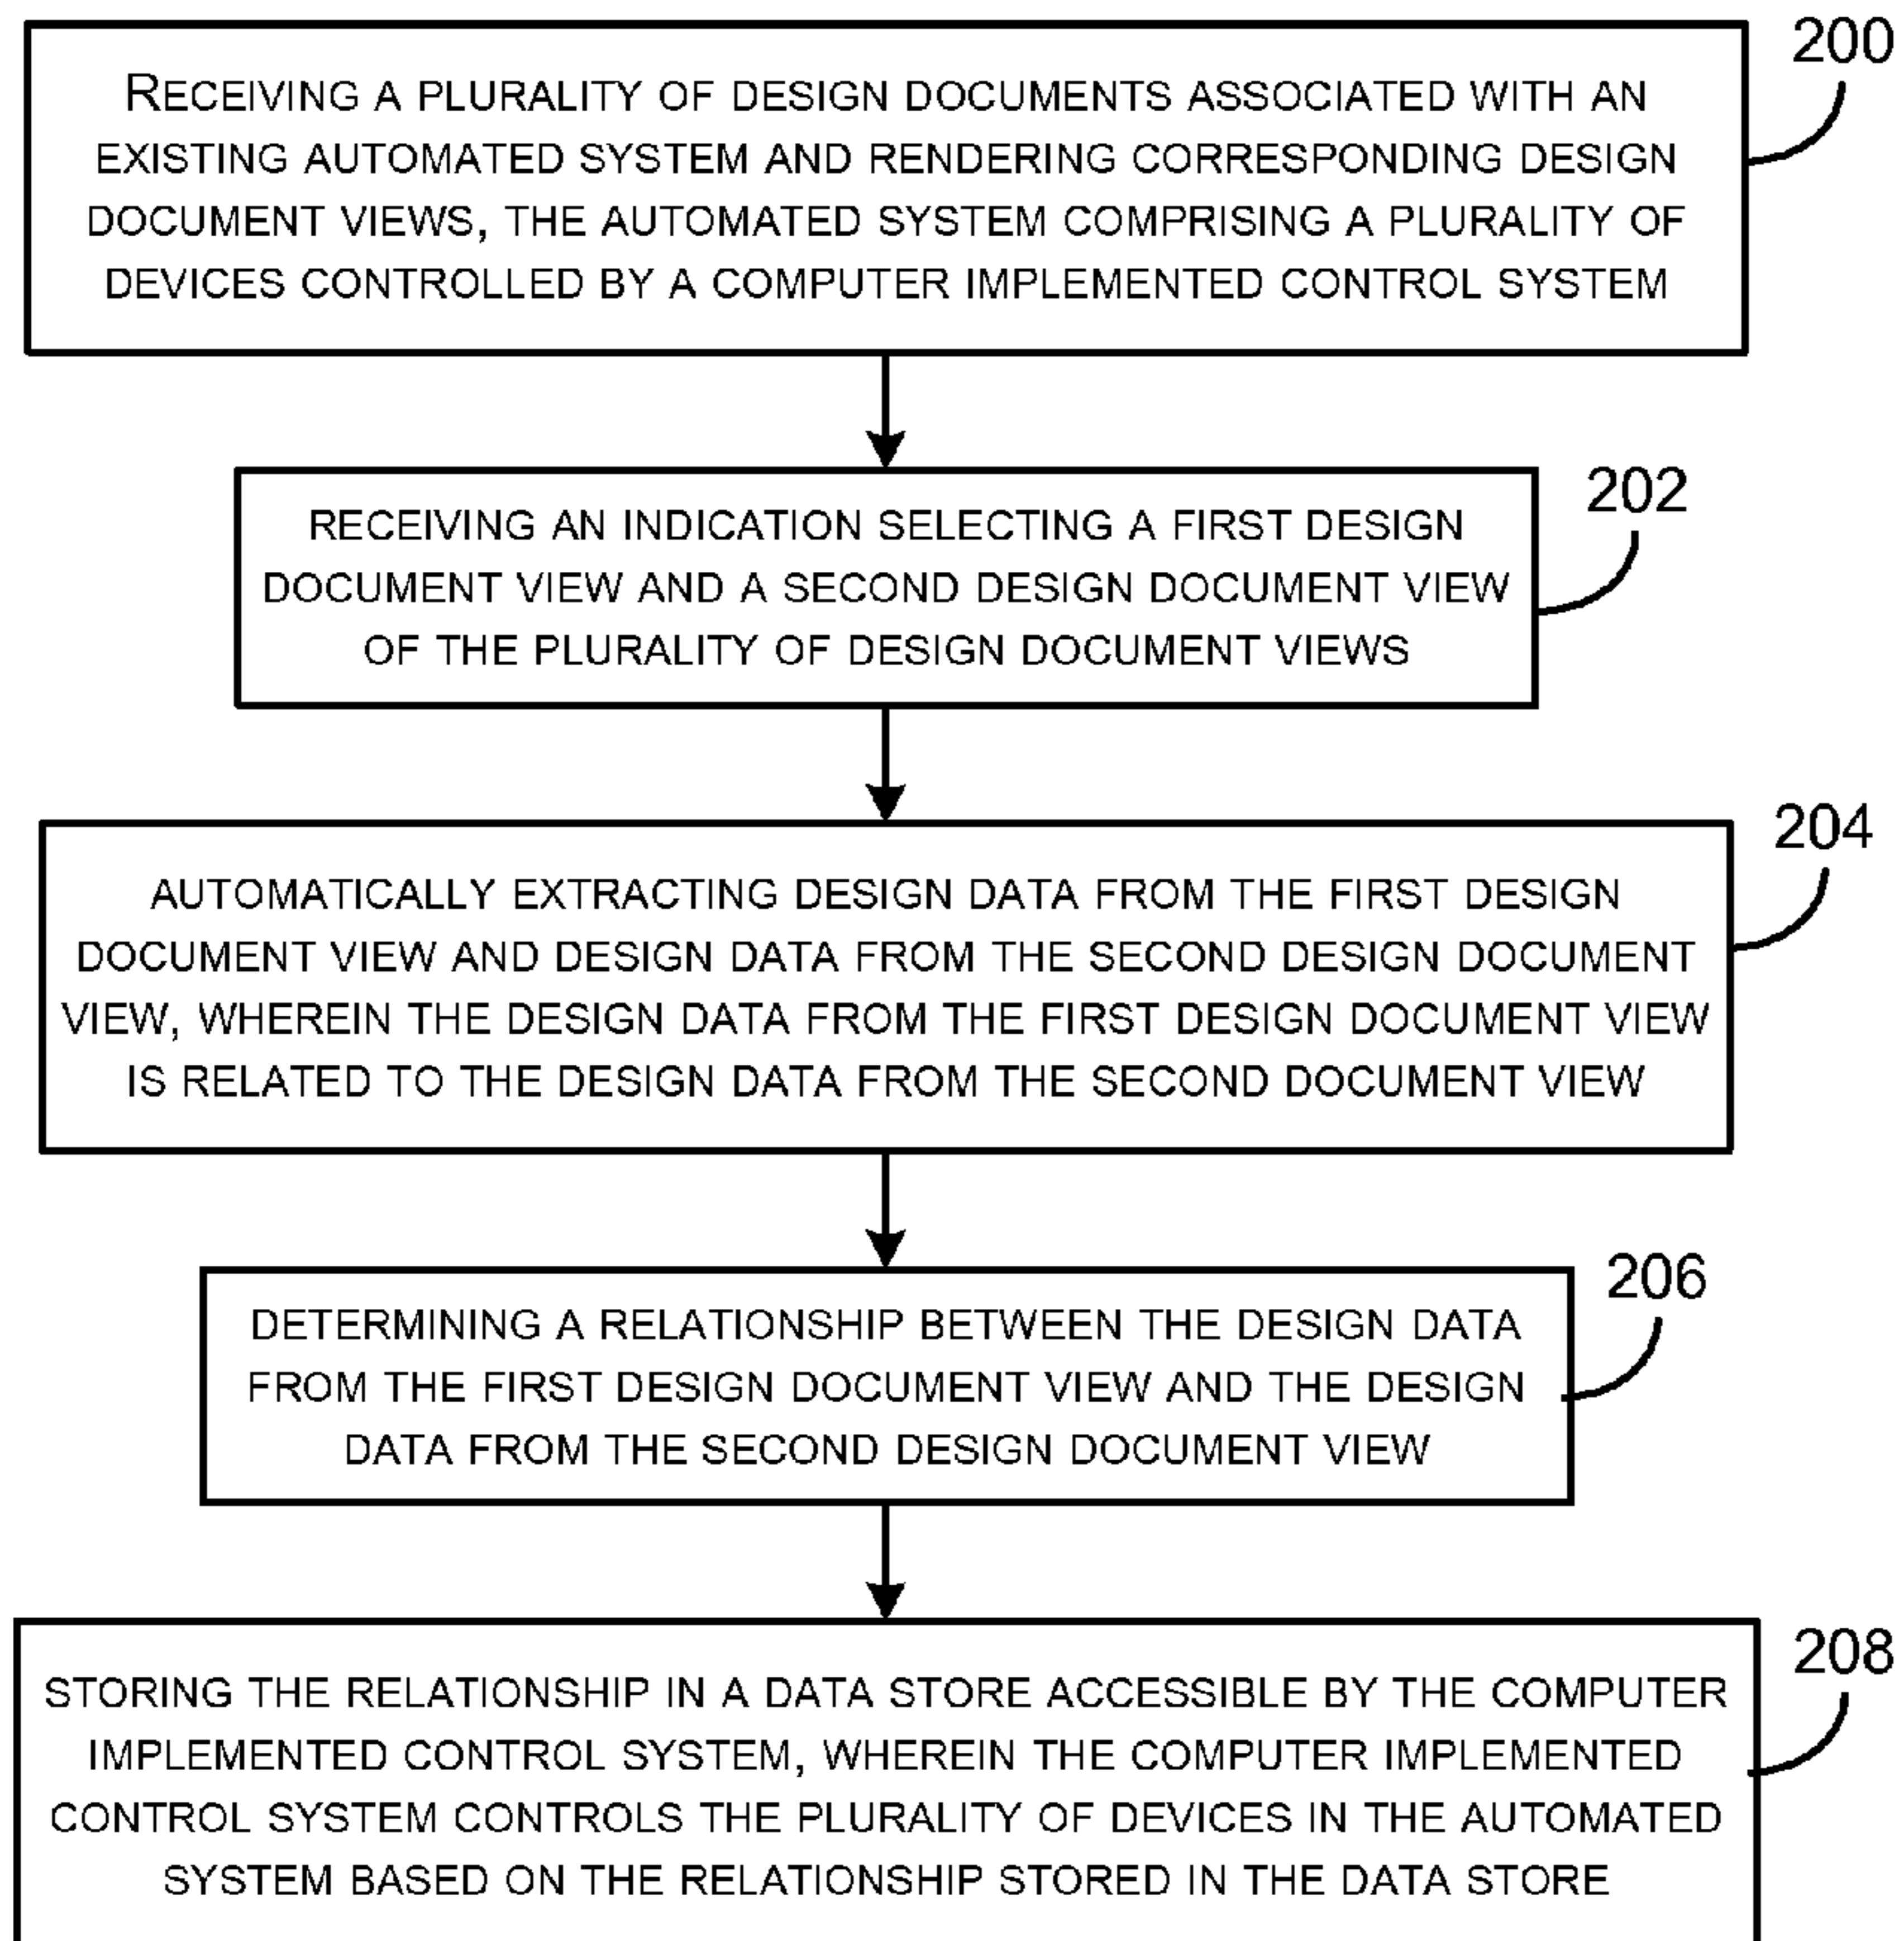 200
RECEIVING A PLURALITY OF DESIGN DOCUMENTS ASSOCIATED WITH AN
EXISTING AUTOMATED SYSTEM AND RENDERING CORRESPONDING DESIGN
DOCUMENT VIEWS, THE AUTOMATED SYSTEM COMPRISING A PLURALITY OF
DEVICES CONTROLLED BY A COMPUTER IMPLEMENTED CONTROL SYSTEM
202
RECEIVING AN INDICATION SELECTING A FIRST DESIGN
DOCUMENT VIEW AND A SECOND DESIGN DOCUMENT VIEW
OF THE PLURALITY OF DESIGN DOCUMENT VIEWS
204
AUTOMATICALLY EXTRACTING DESIGN DATA FROM THE FIRST DESIGN
DOCUMENT VIEW AND DESIGN DATA FROM THE SECOND DESIGN DOCUMENT
VIEW, WHEREIN THE DESIGN DATA FROM THE FIRST DESIGN DOCUMENT VIEW
IS RELATED TO THE DESIGN DATA FROM THE SECOND DOCUMENT VIEW
206
DETERMINING A RELATIONSHIP BETWEEN THE DESIGN DATA
FROM THE FIRST DESIGN DOCUMENT VIEW AND THE DESIGN
DATA FROM THE SECOND DESIGN DOCUMENT VIEW
208
STORING THE RELATIONSHIP IN A DATA STORE ACCESSIBLE BY THE COMPUTER
IMPLEMENTED CONTROL SYSTEM, WHEREIN THE COMPUTER IMPLEMENTED
CONTROL SYSTEM CONTROLS THE PLURALITY OF DEVICES IN THE AUTOMATED
SYSTEM BASED ON THE RELATIONSHIP STORED IN THE DATA STORE